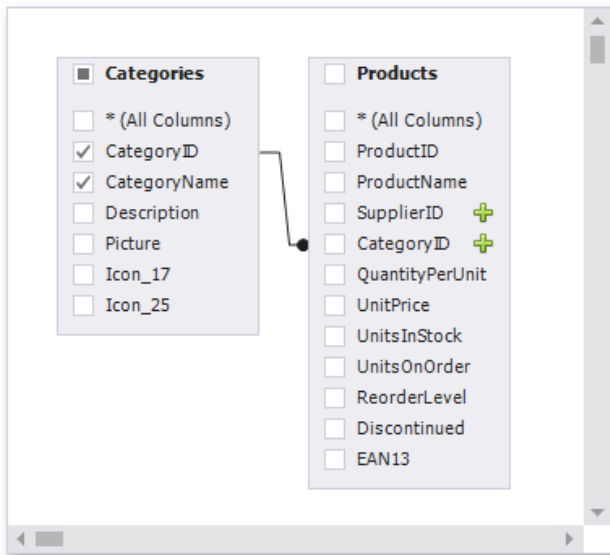 Categories
* (All Columns)
CategoryID
CategoryName
Description
Picture
Icon_17
Icon_25
Products
* (All Columns)
ProductID
ProductName
SupplierID
CategoryID
QuantityPerUnit
UnitPrice
UnitsInStock
UnitsOnOrder
ReorderLevel
Discontinued
EAN13